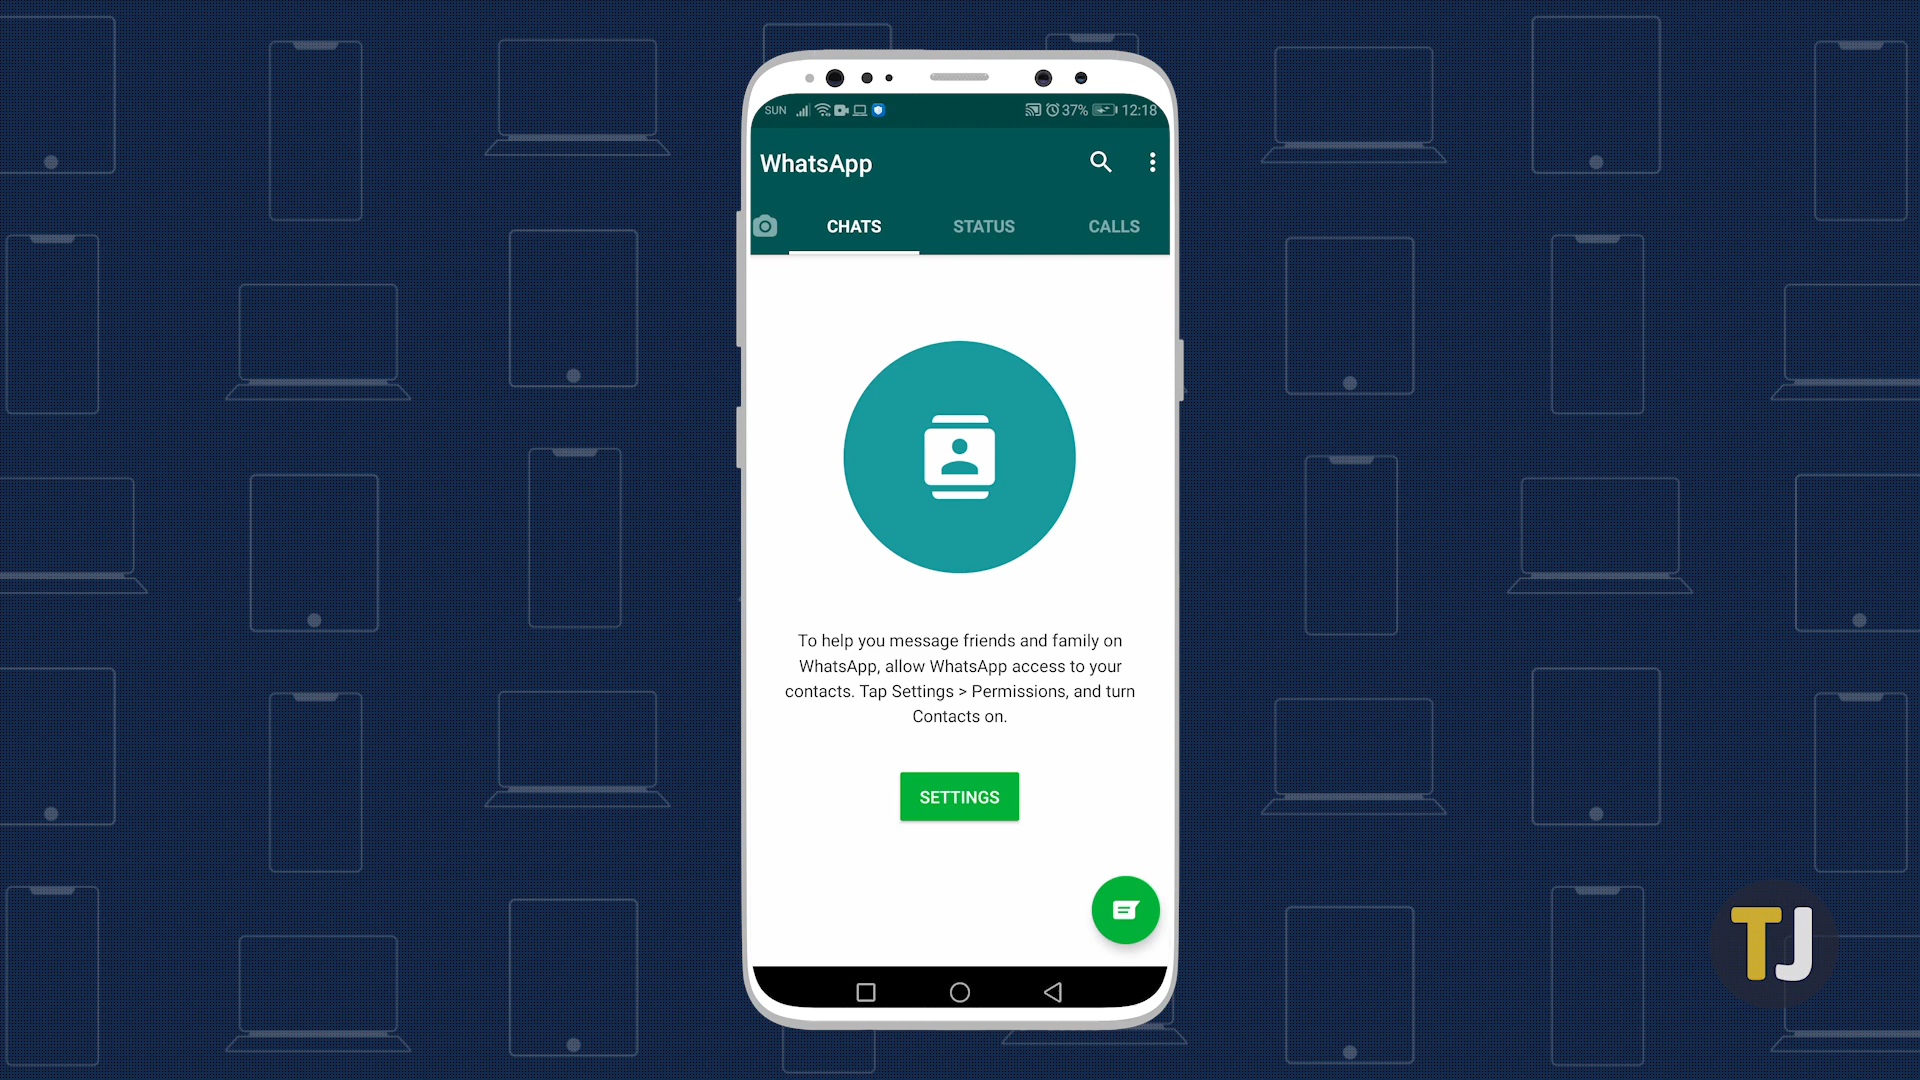 SUN 37% 12:18
WhatsApp
CHATS STATUS CALLS
To help you message friends and family on
WhatsApp, allow WhatsApp access to your
contacts. Tap Settings > Permissions, and turn
Contacts on.
SETTINGS
TJ